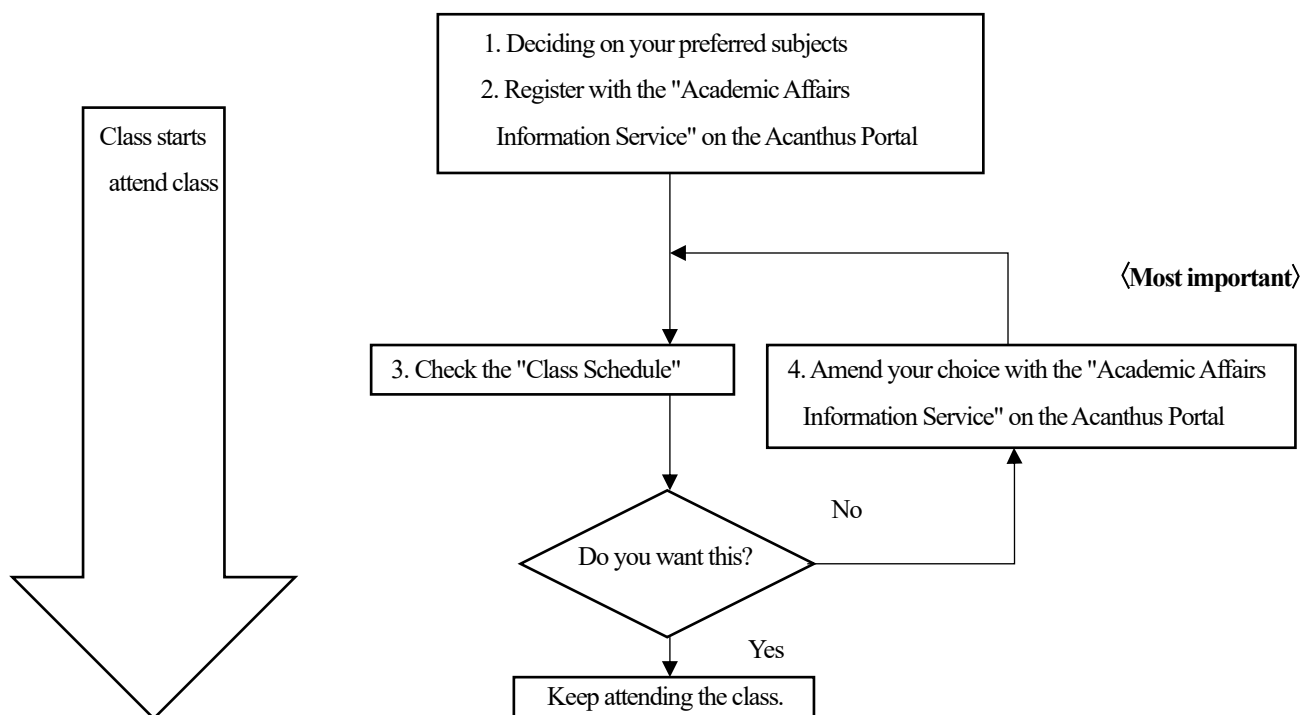 1. Deciding on your preferred subjects
2. Register with the "Academic Affairs
Information Service" on the Acanthus Portal
Class starts
attend class
〈Most important〉
3. Check the "Class Schedule"
4. Amend your choice with the "Academic Affairs
Information Service" on the Acanthus Portal
No
Do you want this?
Yes
Keep attending the class.